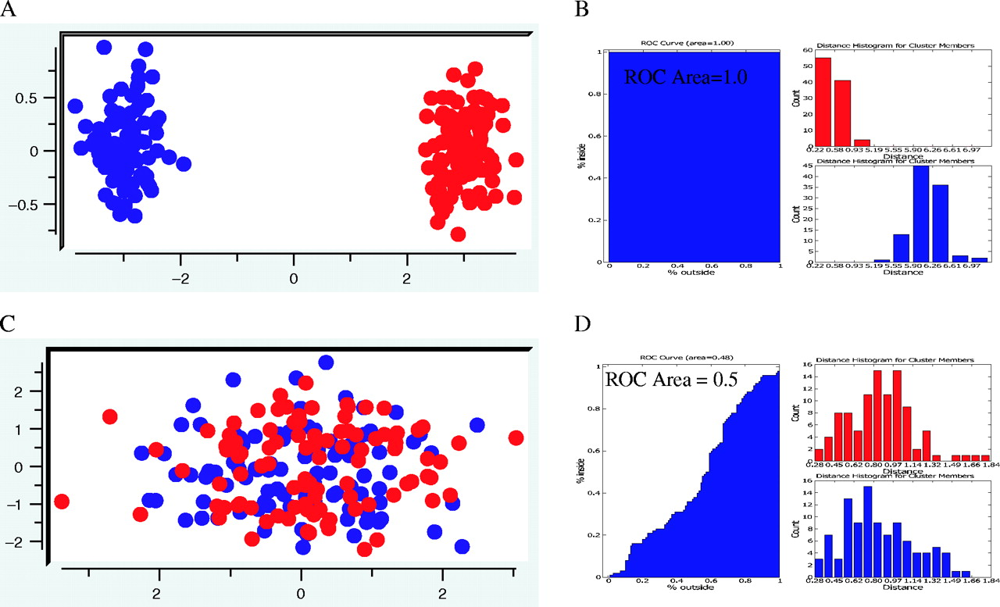 A
0.5
0
−0.5
−2
0
2
B
ROC Curve (area=1.00)
ROC Area=1.0
1
0.8
0.6
0.4
0.2
0
% inside
0 0.2 0.4 0.6 0.8 1
% outside
Distance Histogram for Cluster Members
60
50
40
30
20
10
0
Count
0.22 0.58 0.93 5.19 5.55 5.90 6.26 6.61 6.97
Distance
Distance Histogram for Cluster Members
45
40
35
30
25
20
15
10
5
0
Count
0.22 0.58 0.93 5.19 5.55 5.90 6.26 6.61 6.97
Distance
C
2
1
0
−1
−2
2
0
2
D
ROC Curve (area=0.48)
ROC Area = 0.5
1
0.8
0.6
0.4
0.2
0
% inside
0 0.2 0.4 0.6 0.8 1
% outside
Distance Histogram for Cluster Members
16
14
12
10
8
6
4
2
0
Count
0.28 0.45 0.62 0.80 0.97 1.14 1.32 1.49 1.66 1.84
Distance
Distance Histogram for Cluster Members
16
14
12
10
8
6
4
2
0
Count
0.28 0.45 0.62 0.80 0.97 1.14 1.32 1.49 1.66 1.84
Distance